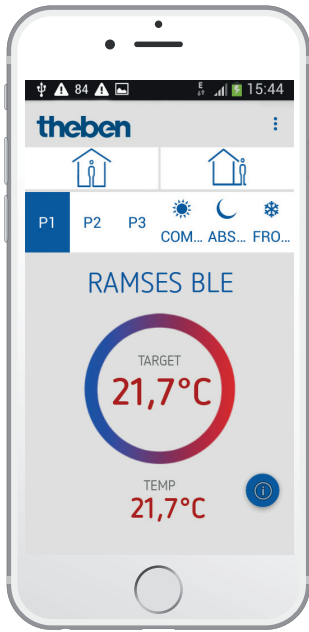 84 E 15:44
theben
P1 P2 P3 COM... ABS... FRO...
RAMSES BLE
TARGET
21,7°C
TEMP
21,7°C
i